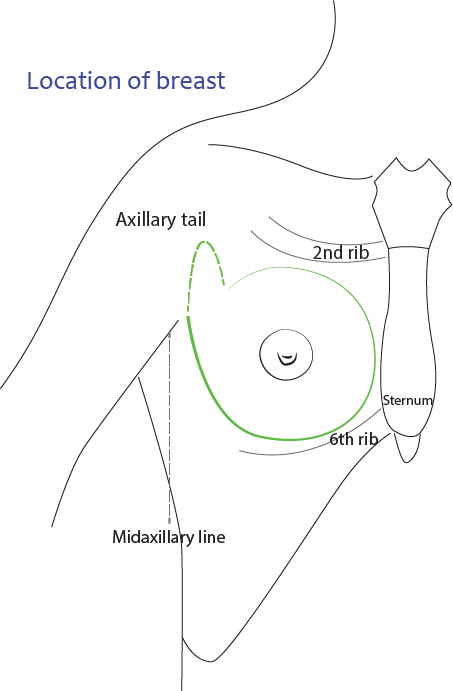 Location of breast
Axillary tail
2nd rib
Sternum
6th rib
Midaxillary line